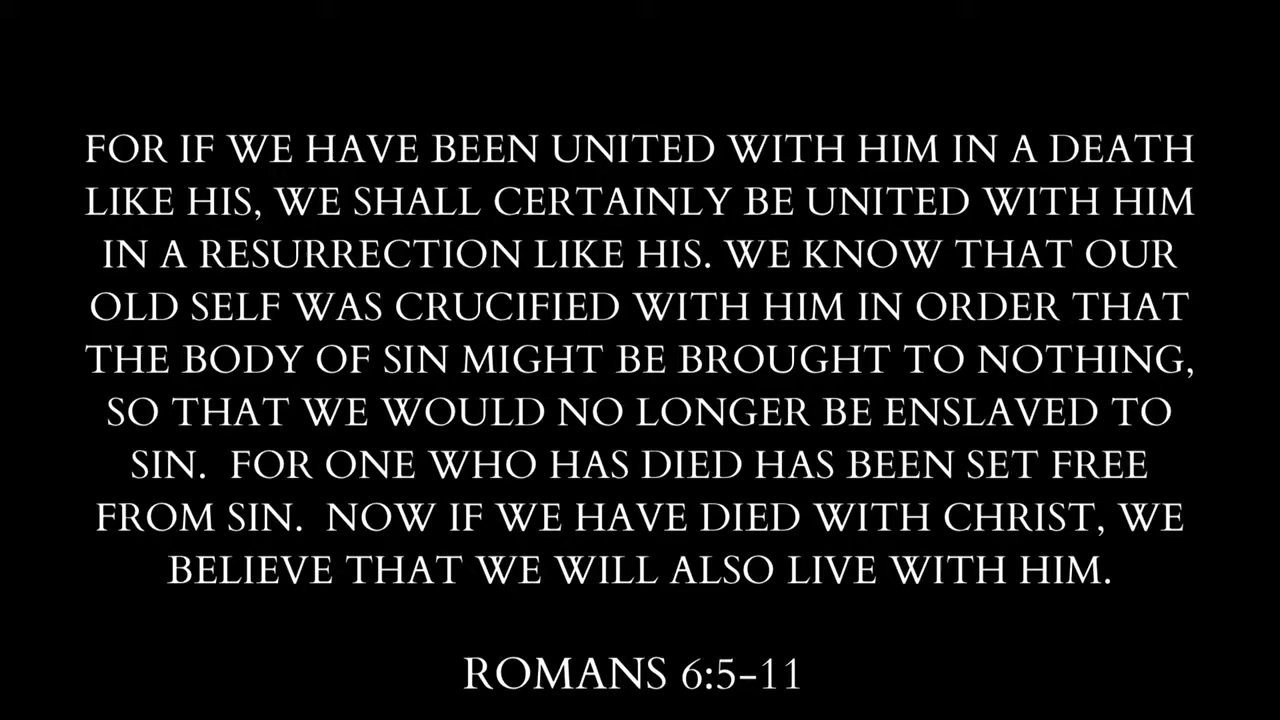 FOR IF WE HAVE BEEN UNITED WITH HIM IN A DEATH
LIKE HIS, WE SHALL CERTAINLY BE UNITED WITH HIM
IN A RESURRECTION LIKE HIS. WE KNOW THAT OUR
OLD SELF WAS CRUCIFIED WITH HIM IN ORDER THAT
THE BODY OF SIN MIGHT BE BROUGHT TO NOTHING,
SO THAT WE WOULD NO LONGER BE ENSLAVED TO
SIN.  FOR ONE WHO HAS DIED HAS BEEN SET FREE
FROM SIN.  NOW IF WE HAVE DIED WITH CHRIST, WE
BELIEVE THAT WE WILL ALSO LIVE WITH HIM.
ROMANS 6:5-11